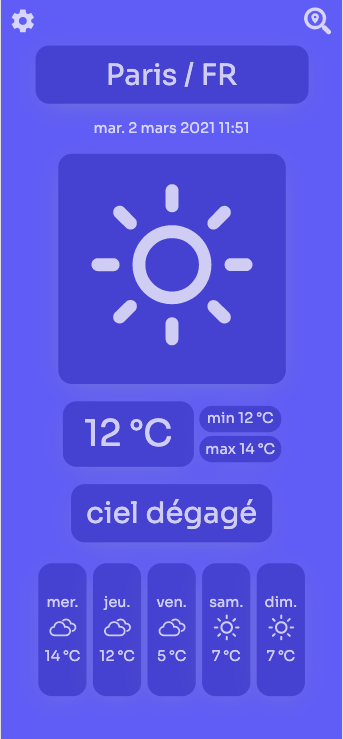 Paris / FR
mar. 2 mars 2021 11:51
12 °C
min 12 °C
max 14 °C
ciel dégagé
mer. jeu. ven. sam. dim.
14 °C 12 °C 5 °C 7 °C 7 °C